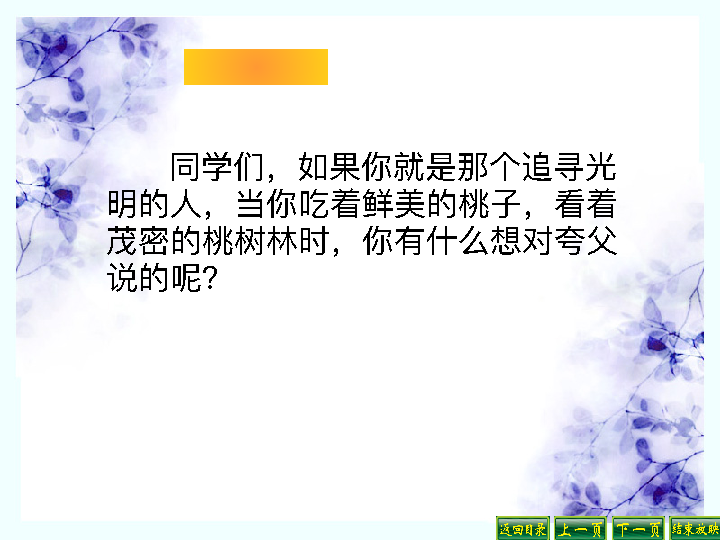 同学们，如果你就是那个追寻光
明的人，当你吃着鲜美的桃子，看着
茂密的桃树林时，你有什么想对夸父
说的呢？
返回目录 上一页 下一页 结束放映